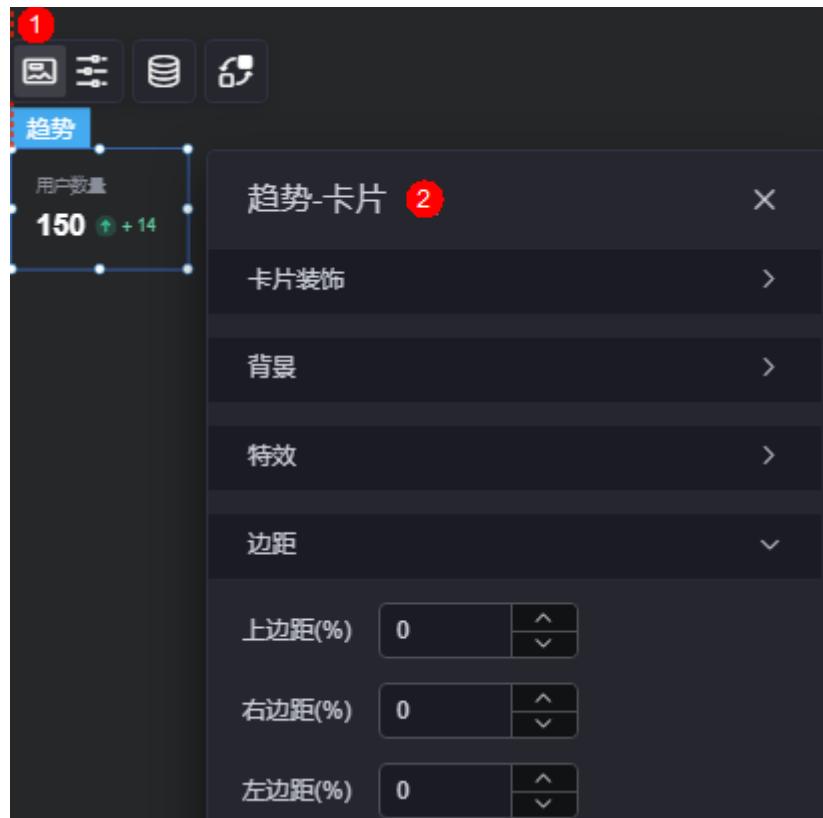 1
趋势
用户数量
150 + 14
趋势-卡片 2
卡片装饰
背景
特效
边距
上边距(%) 0
右边距(%) 0
左边距(%) 0